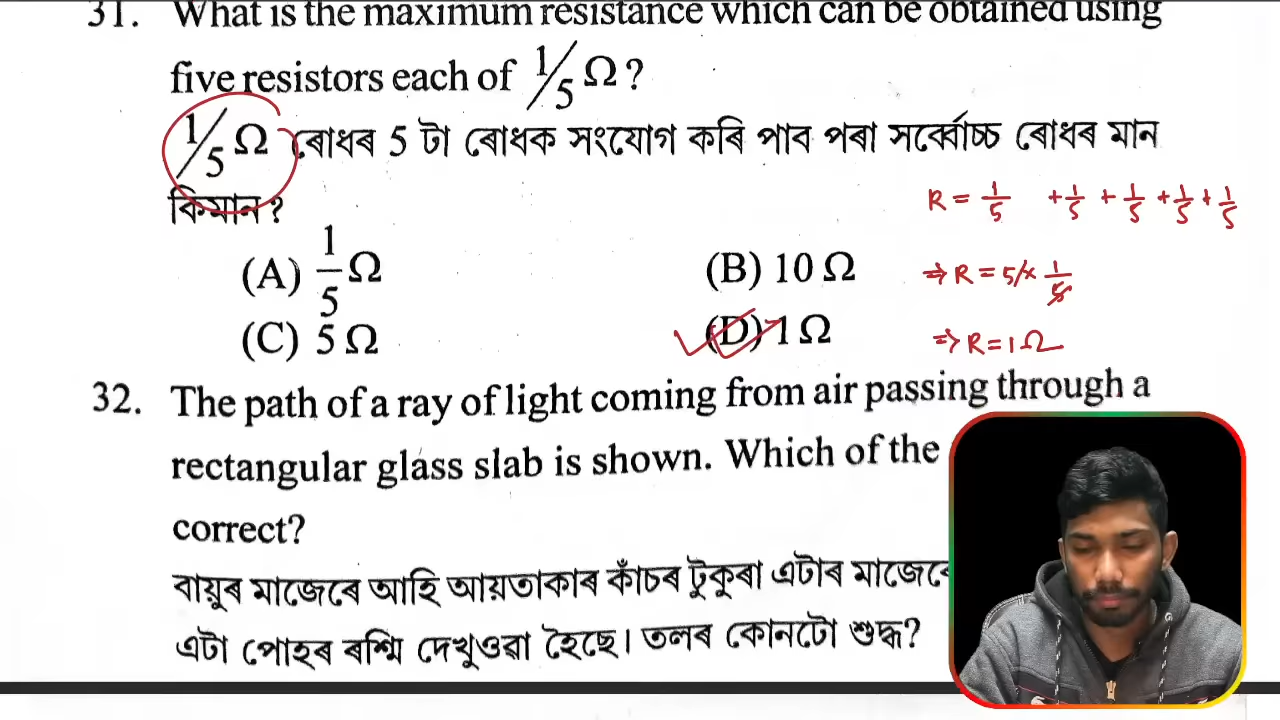 31. What is the maximum resistance which can be obtained using
five resistors each of 1/5 Ω ?
1/5 Ω ৰোধৰ 5 টা ৰোধক সংযোগ কৰি পাব পৰা সৰ্ব্বোচ্চ ৰোধৰ মান
কিমান ?
R = 1/5 + 1/5 + 1/5 + 1/5 + 1/5
(A) 1/5 Ω
(B) 10 Ω
⇒ R = 5 × 1/5
(C) 5 Ω
(D) 1 Ω
⇒ R = 1 Ω
32. The path of a ray of light coming from air passing through a
rectangular glass slab is shown. Which of the
correct?
বায়ুৰ মাজেৰে আহি আয়তাকাৰ কাঁচৰ টুকুৰা এটাৰ মাজেৰে
এটা পোহৰ ৰশ্মি দেখুওৱা হৈছে। তলৰ কোনটো শুদ্ধ?